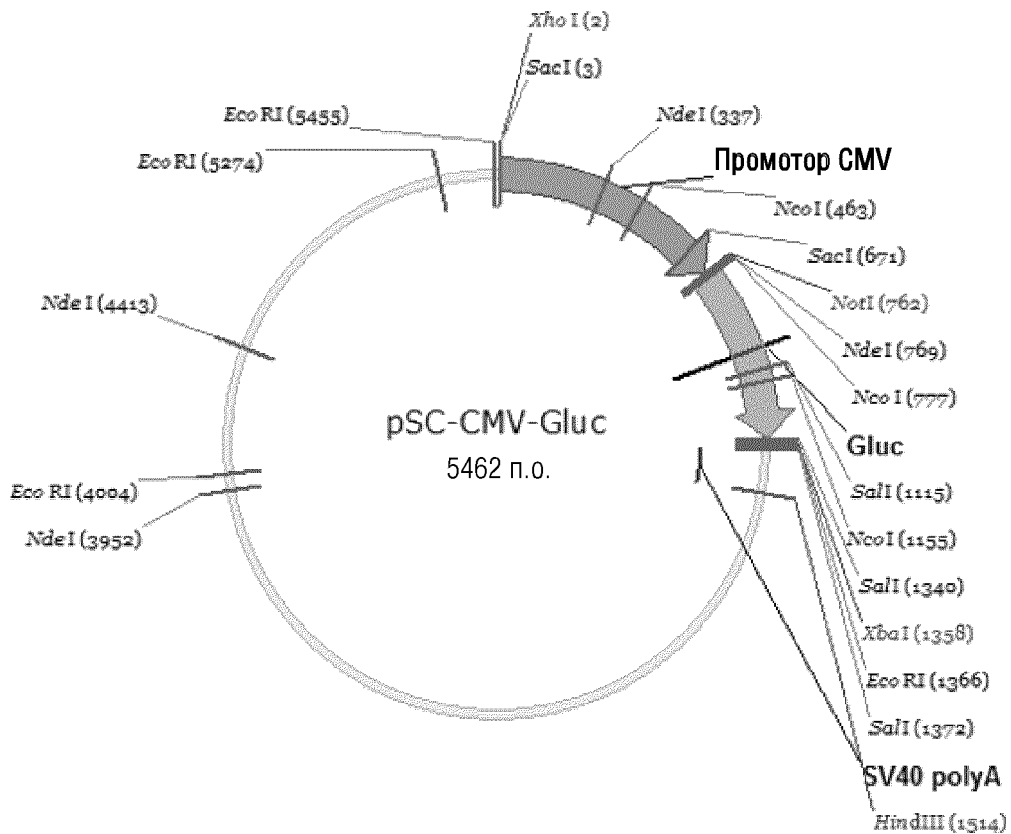 XhoI (2)
SacI (3)
EcoRI (5455)
NdeI (337)
EcoRI (5274)
Промотор CMV
NcoI (463)
SacI (671)
NdeI (4413)
NotI (762)
NdeI (769)
NcoI (777)
pSC-CMV-Gluc
5462 п.о.
Gluc
EcoRI (4004)
SalI (1115)
NdeI (3952)
NcoI (1155)
SalI (1340)
XbaI (1358)
EcoRI (1366)
SalI (1372)
SV40 polyA
HindIII (1514)